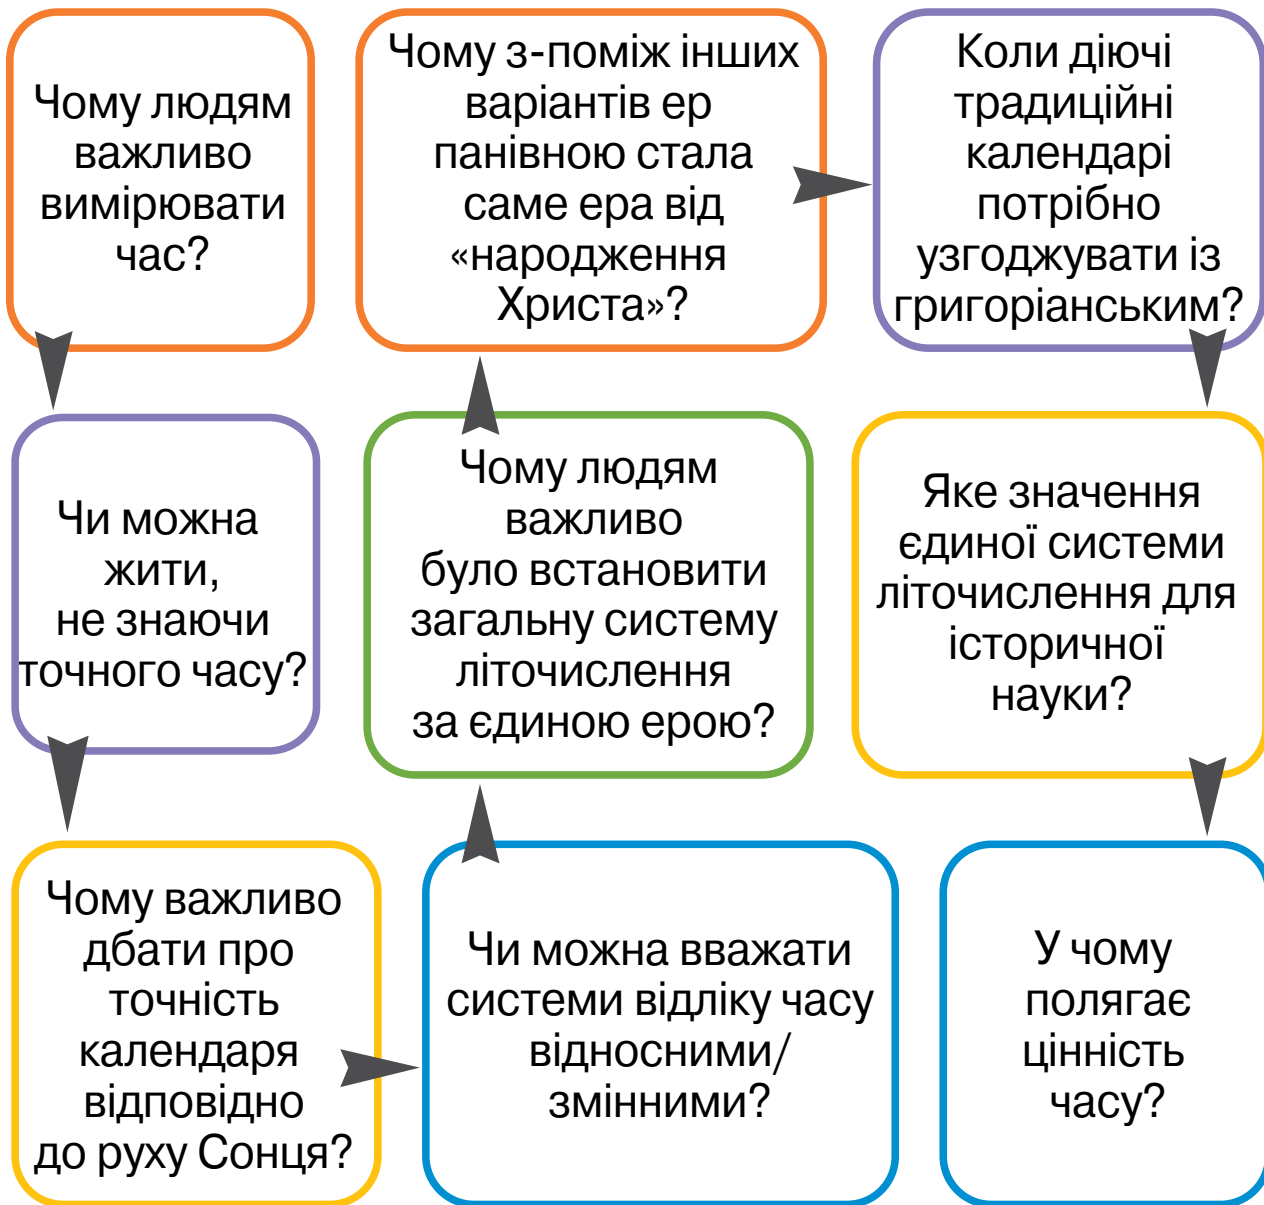 Чому людям
важливо
вимірювати
час?
Чи можна
жити,
не знаючи
точного часу?
Чому важливо
дбати про
точність
календаря
відповідно
до руху Сонця?
Чи можна вважати
системи відліку часу
відносними/
змінними?
Чому людям
важливо
було встановити
загальну систему
літочислення
за єдиною ерою?
Чому з-поміж інших
варіантів ер
панівною стала
саме ера від
«народження
Христа»?
Коли діючі
традиційні
календарі
потрібно
узгоджувати із
григоріанським?
Яке значення
єдиної системи
літочислення для
історичної
науки?
У чому
полягає
цінність
часу?